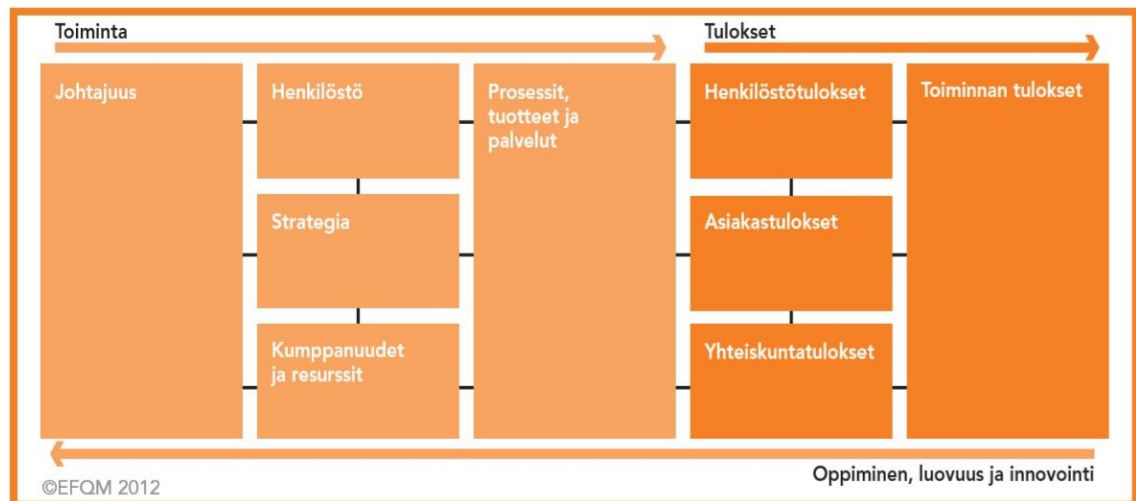 Toiminta
Tulokset
Johtajuus
Henkilöstö
Prosessit,
tuotteet ja
palvelut
Henkilöstötulokset
Toiminnan tulokset
Strategia
Asiakastulokset
Kumppanuudet
ja resurssit
Yhteiskuntatulokset
Oppiminen, luovuus ja innovointi
©EFQM 2012